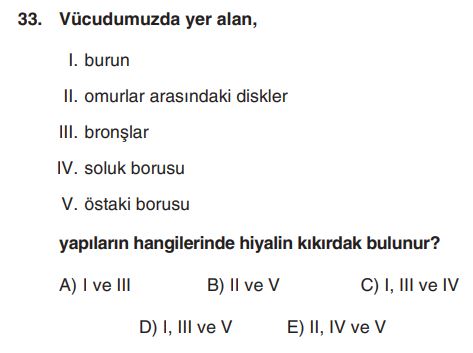 33. Vücudumuzda yer alan,
I. burun
II. omurlar arasındaki diskler
III. bronşlar
IV. soluk borusu
V. östaki borusu
yapıların hangilerinde hiyalin kıkırdak bulunur?
A) I ve III B) II ve V C) I, III ve IV
D) I, III ve V E) II, IV ve V